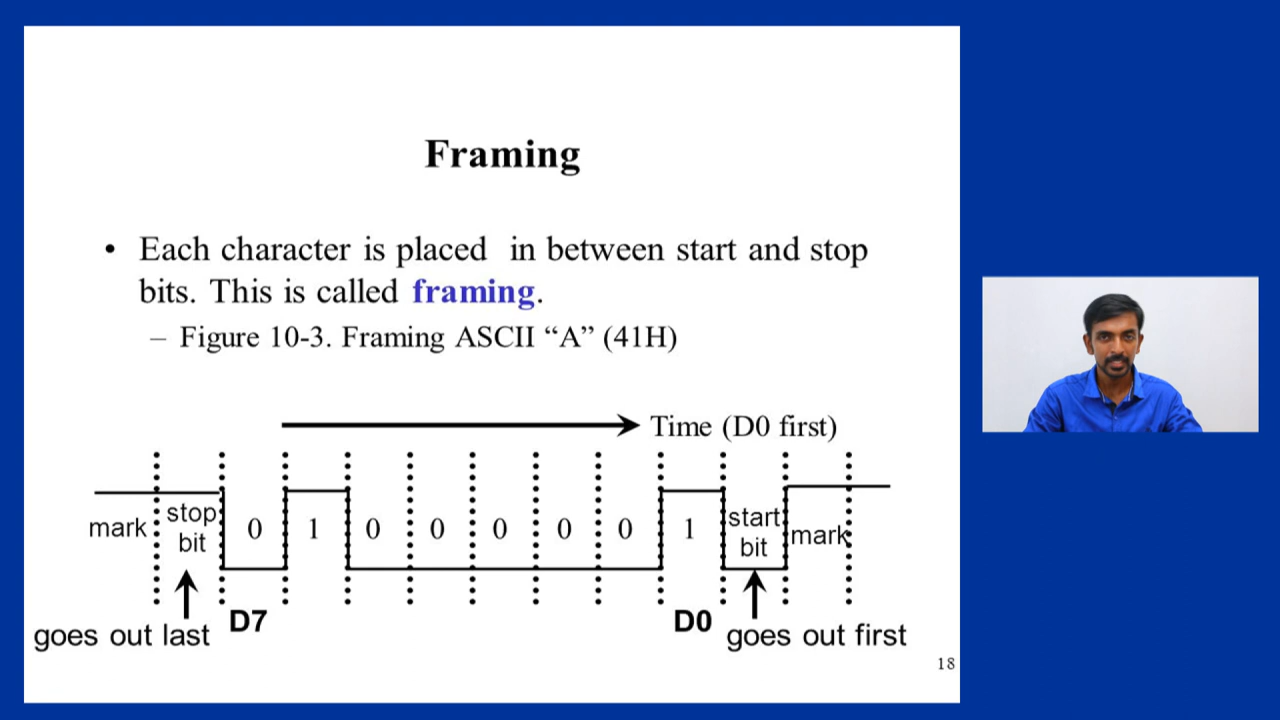 Framing
• Each character is placed in between start and stop
bits. This is called framing.
– Figure 10-3. Framing ASCII “A” (41H)
Time (D0 first)
mark stop bit 0 1 0 0 0 0 0 1 start bit mark
D7 D0
goes out last goes out first
18